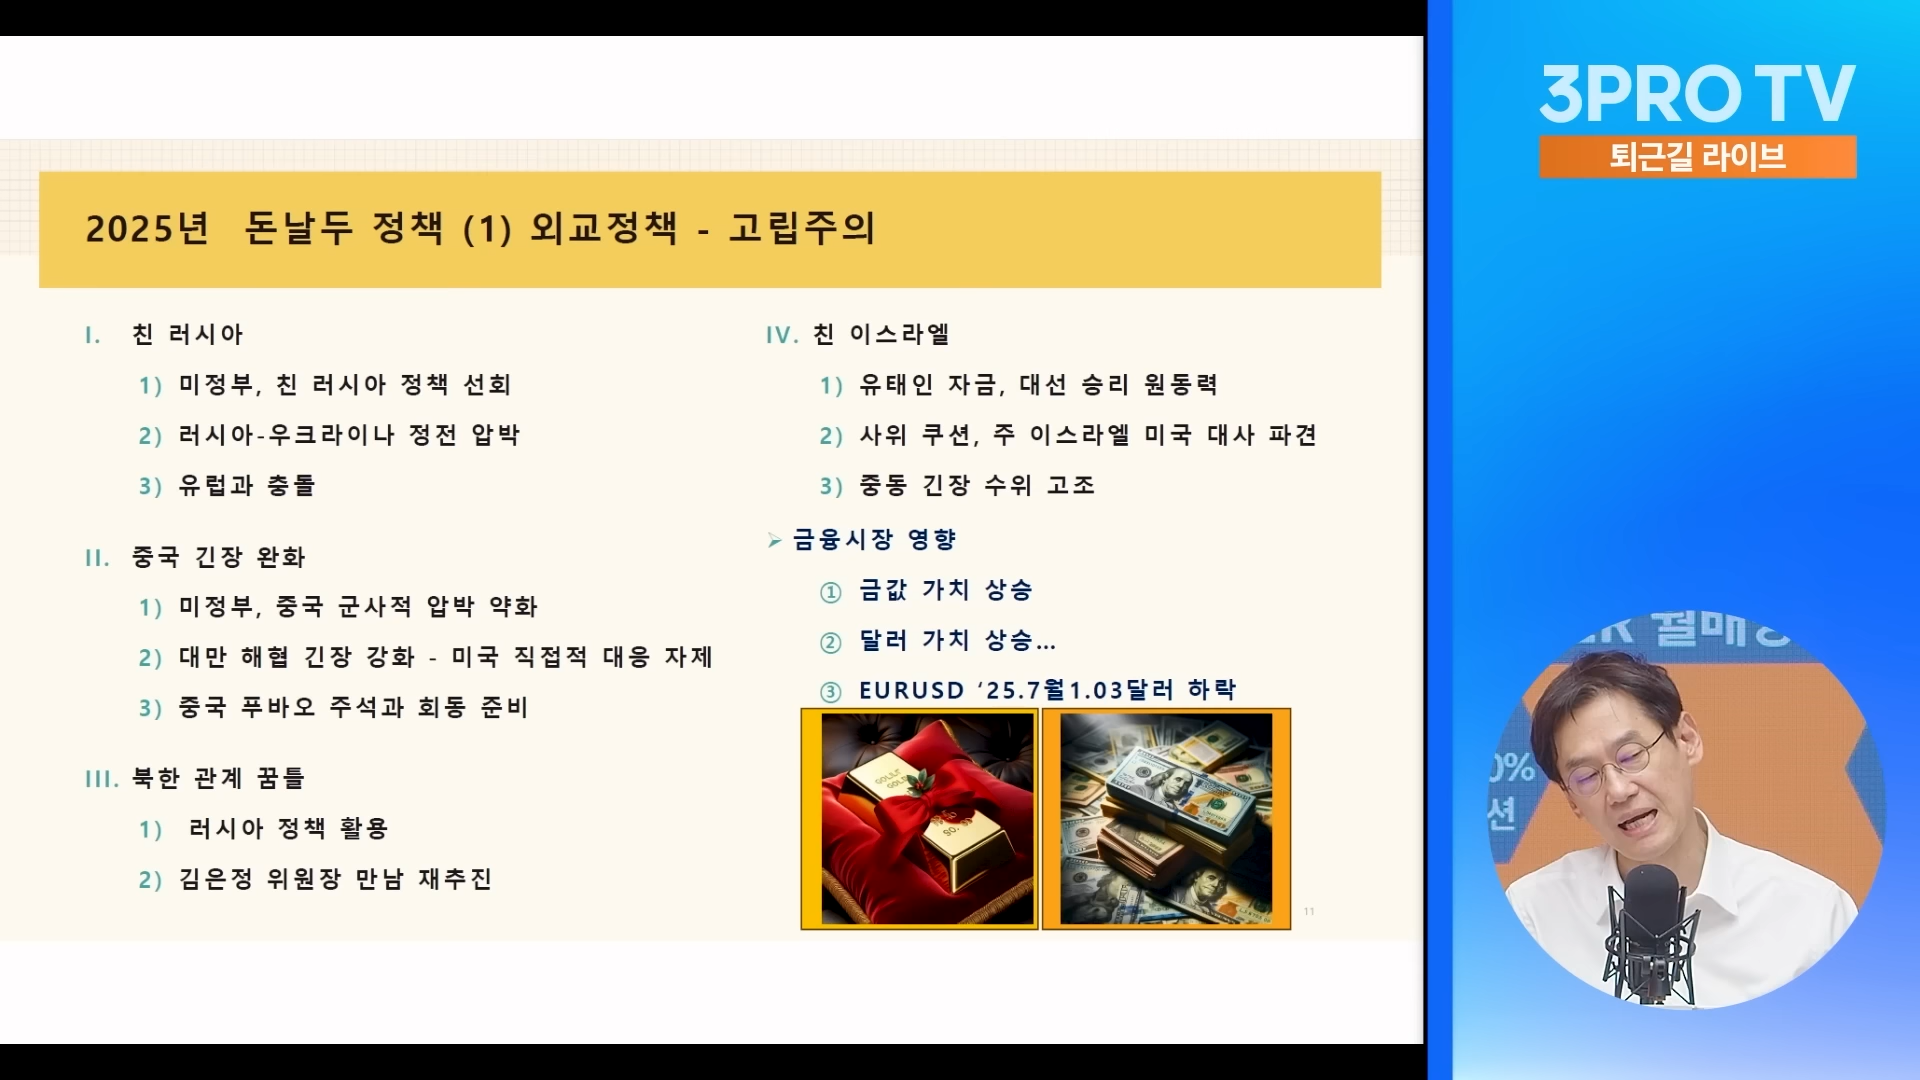 2025년 돈날두 정책 (1) 외교정책 - 고립주의
I. 친 러시아
1) 미정부, 친 러시아 정책 선회
2) 러시아-우크라이나 정전 압박
3) 유럽과 충돌
II. 중국 긴장 완화
1) 미정부, 중국 군사적 압박 약화
2) 대만 해협 긴장 강화 - 미국 직접적 대응 자제
3) 중국 푸바오 주석과 회동 준비
III. 북한 관계 꿈틀
1) 러시아 정책 활용
2) 김은정 위원장 만남 재추진
IV. 친 이스라엘
1) 유태인 자금, 대선 승리 원동력
2) 사위 쿠션, 주 이스라엘 미국 대사 파견
3) 중동 긴장 수위 고조
➢ 금융시장 영향
① 금값 가치 상승
② 달러 가치 상승...
③ EURUSD ‘25.7월1.03달러 하락
11
3PRO TV
퇴근길 라이브
0%
션